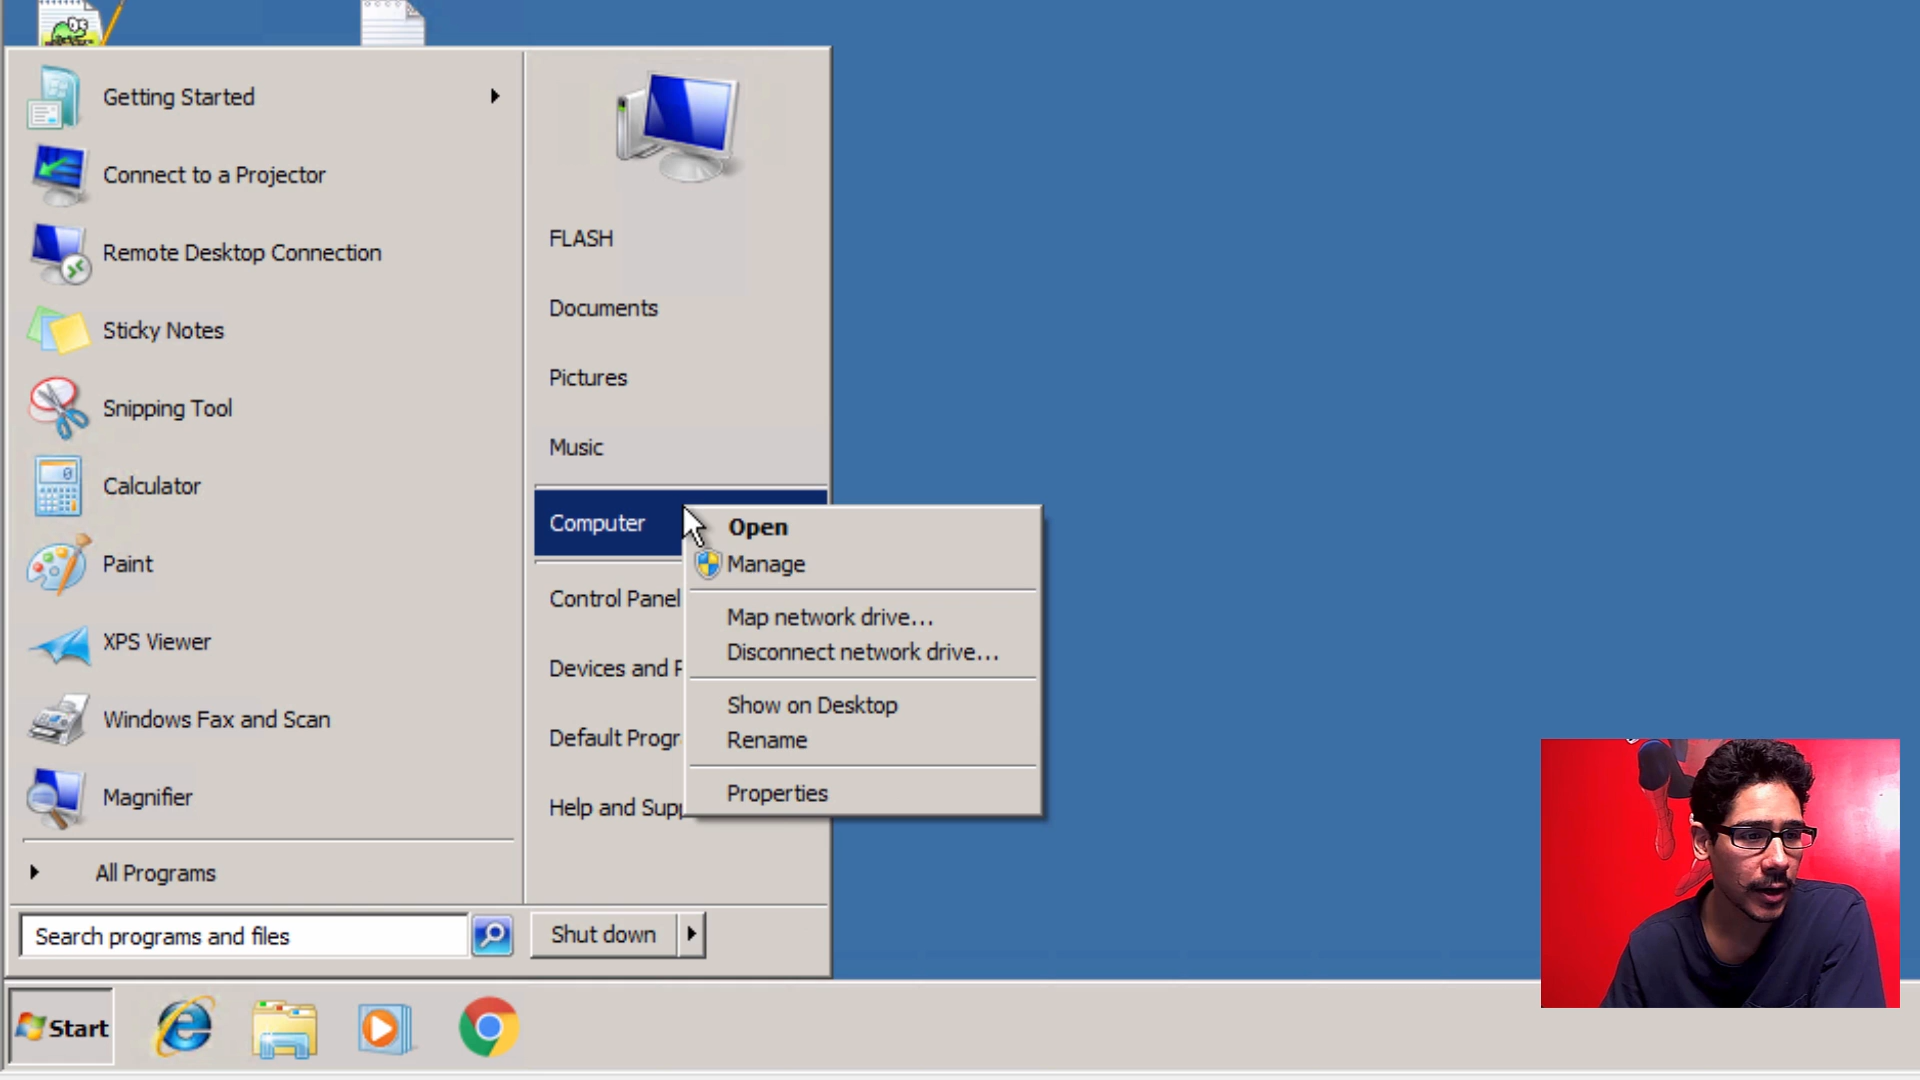 Getting Started
Connect to a Projector
Remote Desktop Connection
Sticky Notes
Snipping Tool
Calculator
Paint
XPS Viewer
Windows Fax and Scan
Magnifier
All Programs
Search programs and files
FLASH
Documents
Pictures
Music
Computer
Control Panel
Devices and P
Default Progr
Help and Supp
Shut down
Open
Manage
Map network drive...
Disconnect network drive...
Show on Desktop
Rename
Properties
Start